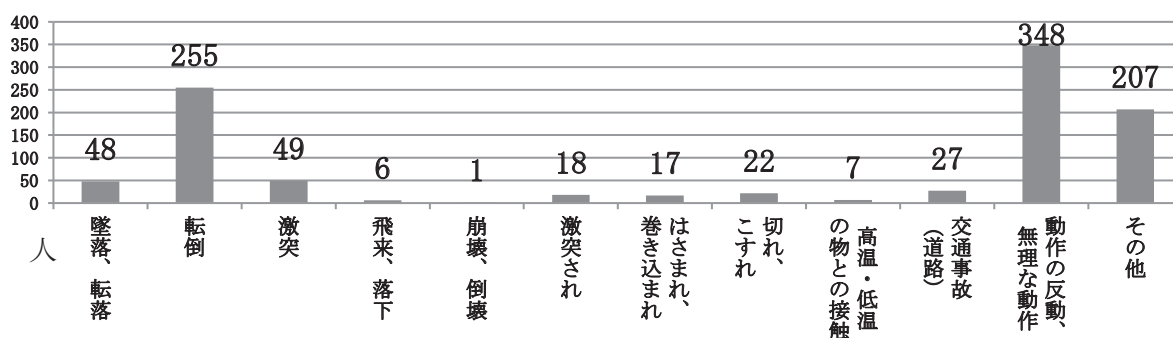 400
350
300
250
200
150
100
50
0
人
48
255
49
6
1
18
17
22
7
27
348
207
墜落、転落
転倒
激突
飛来、落下
崩壊、倒壊
激突され
はさまれ、
巻き込まれ
切れ、
こすれ
高温・低温
の物との接触
交通事故
（道路）
動作の反動、
無理な動作
その他